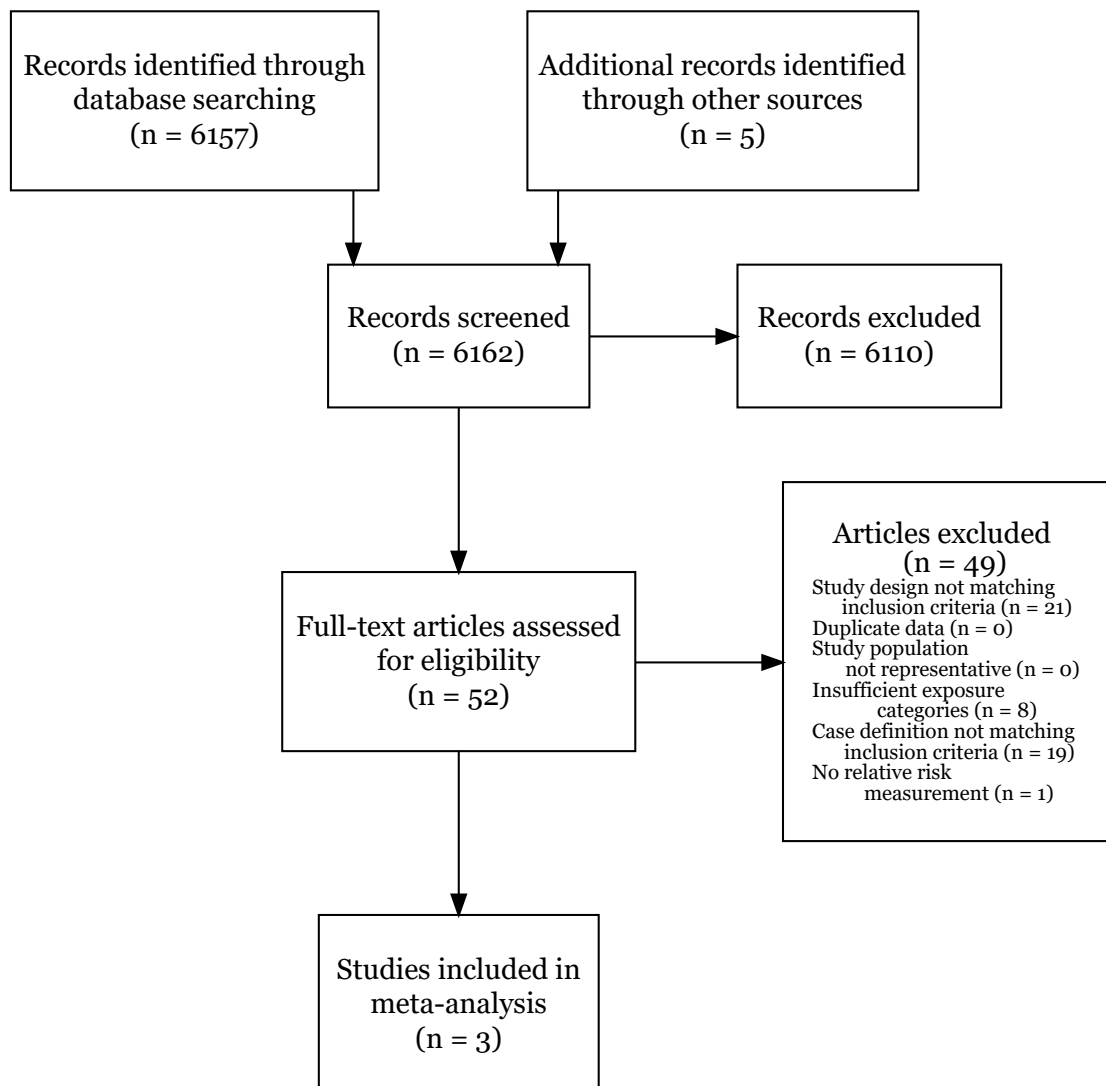 Records identified through
database searching
(n = 6157)
Additional records identified
through other sources
(n = 5)
Records screened
(n = 6162)
Records excluded
(n = 6110)
Full-text articles assessed
for eligibility
(n = 52)
Articles excluded
(n = 49)
Study design not matching
inclusion criteria (n = 21)
Duplicate data (n = 0)
Study population
not representative (n = 0)
Insufficient exposure
categories (n = 8)
Case definition not matching
inclusion criteria (n = 19)
No relative risk
measurement (n = 1)
Studies included in
meta-analysis
(n = 3)